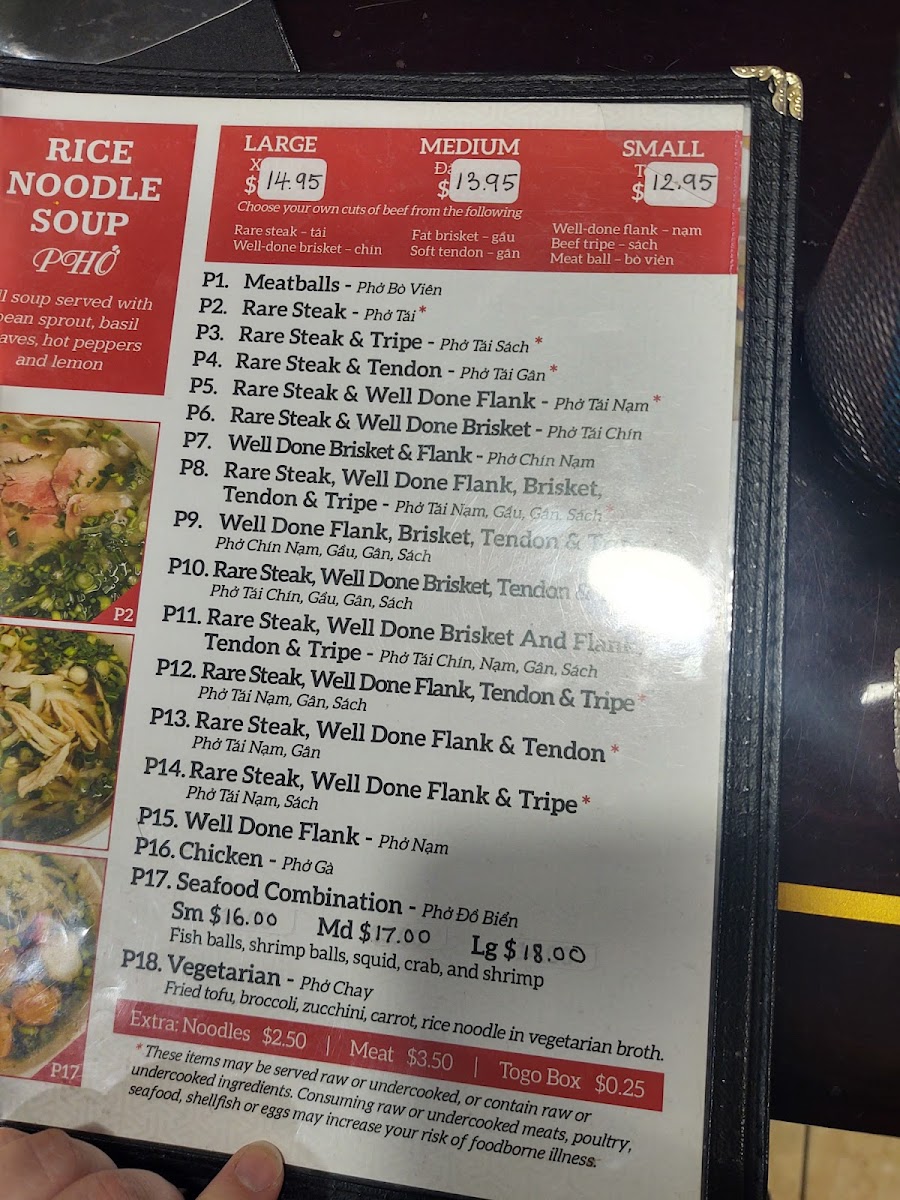 RICE
NOODLE
SOUP
PHỞ
soup served with
bean sprout, basil
hot peppers
and lemon
P2
P17
LARGE
$14.95
MEDIUM
$13.95
SMALL
$12.95
Choose your own cuts of beef from the following
Rare steak – tái
Well-done brisket – chín
Fat brisket – gầu
Soft tendon – gân
Well-done flank – nạm
Beef tripe – sách
Meat ball – bò viên
P1. Meatballs - Phở Bò Viên
P2. Rare Steak - Phở Tái *
P3. Rare Steak & Tripe - Phở Tái Sách *
P4. Rare Steak & Tendon - Phở Tái Gân *
P5. Rare Steak & Well Done Flank - Phở Tái Nạm *
P6. Rare Steak & Well Done Brisket - Phở Tái Chín
P7. Well Done Brisket & Flank - Phở Chín Nạm
P8. Rare Steak, Well Done Flank, Brisket,
Tendon & Tripe - Phở Tái Nạm, Gầu, Gân, Sách *
P9. Well Done Flank, Brisket, Tendon &
Phở Chín Nạm, Gầu, Gân, Sách
P10. Rare Steak, Well Done Brisket, Tendon &
Phở Tái Chín, Gầu, Gân, Sách
P11. Rare Steak, Well Done Brisket And Flank,
Tendon & Tripe - Phở Tái Chín, Nạm, Gân, Sách
P12. Rare Steak, Well Done Flank, Tendon & Tripe *
Phở Tái Nạm, Gân, Sách
P13. Rare Steak, Well Done Flank & Tendon *
Phở Tái Nạm, Gân
P14. Rare Steak, Well Done Flank & Tripe *
Phở Tái Nạm, Sách
P15. Well Done Flank - Phở Nạm
P16. Chicken - Phở Gà
P17. Seafood Combination - Phở Đồ Biển
Sm $16.00 Md $17.00 Lg $18.00
Fish balls, shrimp balls, squid, crab, and shrimp
P18. Vegetarian - Phở Chay
Fried tofu, broccoli, zucchini, carrot, rice noodle in vegetarian broth.
Extra: Noodles $2.50 | Meat $3.50 | Togo Box $0.25
* These items may be served raw or undercooked, or contain raw or
undercooked ingredients. Consuming raw or undercooked meats, poultry,
seafood, shellfish or eggs may increase your risk of foodborne illness.